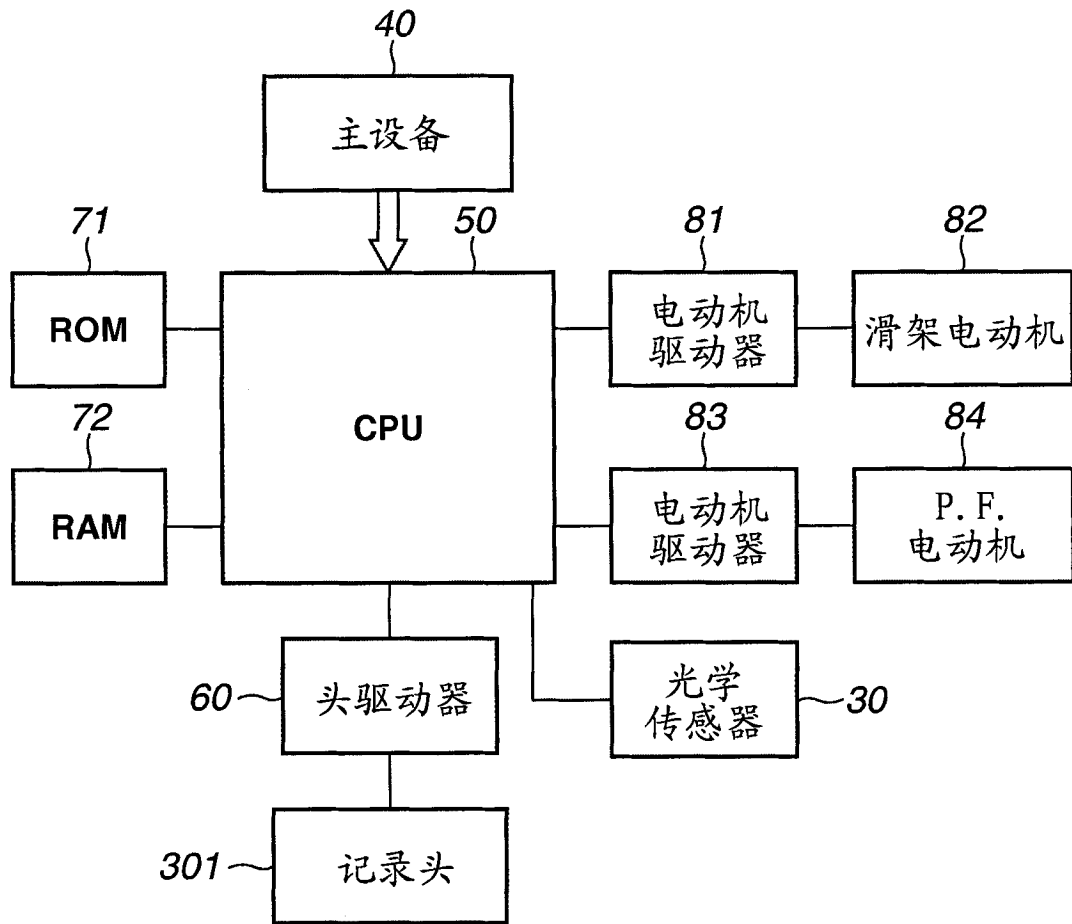 40
主设备
71
50
81
82
ROM
电动机
驱动器
滑架电动机
72
CPU
83
84
RAM
电动机
驱动器
P. F.
电动机
60
头驱动器
光学
传感器
30
301
记录头